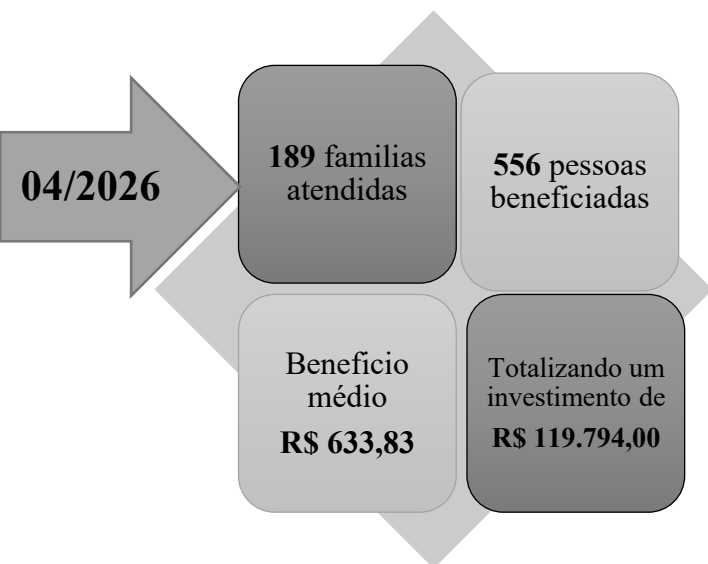 04/2026
189 familias
atendidas
556 pessoas
beneficiadas
Beneficio
médio
R$ 633,83
Totalizando um
investimento de
R$ 119.794,00